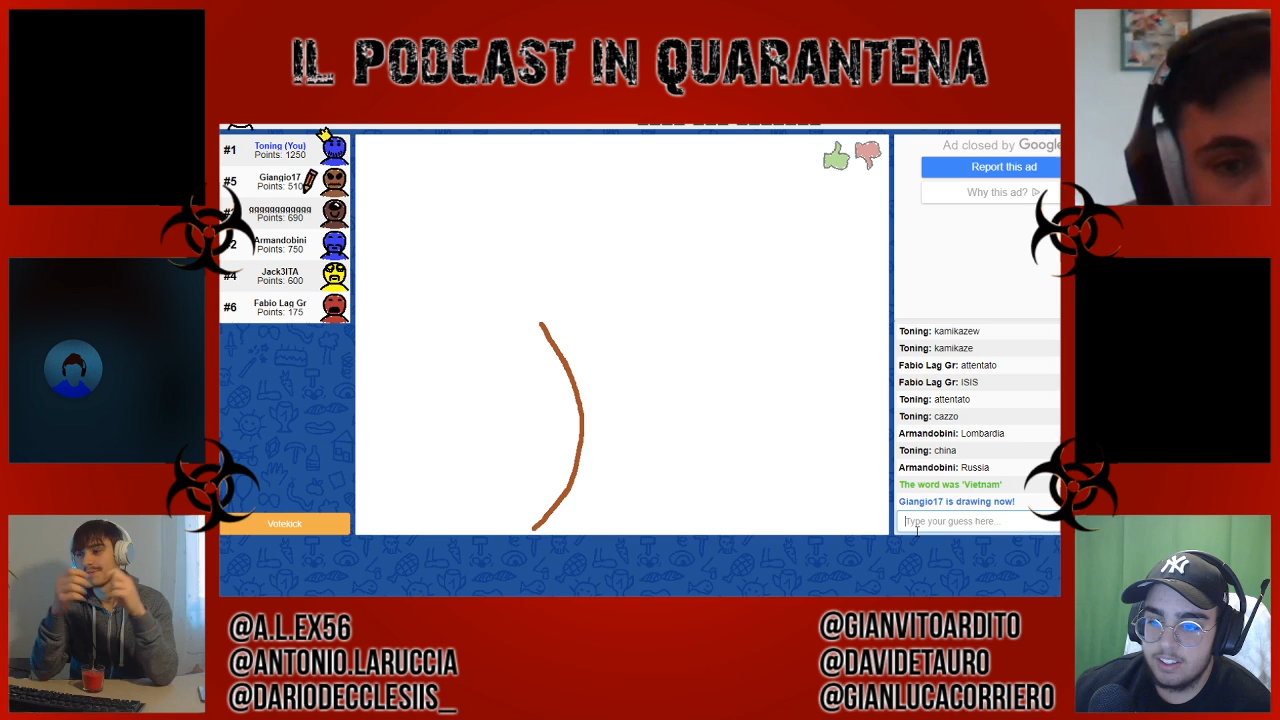 IL PODCAST IN QUARANTENA
#1
Toning (You)
Points: 1250
#5
Giangio17
Points: 510
gggggggggggg
Points: 690
Armandobini
Points: 750
#4
Jack3ITA
Points: 600
#6
Fabio Lag Gr
Points: 175
Votekick
Ad closed by Google
Report this ad
Why this ad?
Toning: kamikazew
Toning: kamikaze
Fabio Lag Gr: attentato
Fabio Lag Gr: ISIS
Toning: attentato
Toning: cazzo
Armandobini: Lombardia
Toning: china
Armandobini: Russia
The word was 'Vietnam'
Giangio17 is drawing now!
Type your guess here...
@A.L.EX56
@ANTONIO.LARUCCIA
@DARIODECCLESIIS_
@GIANVITOARDITO
@DAVIDETAURO
@GIANLUCACORRIERO